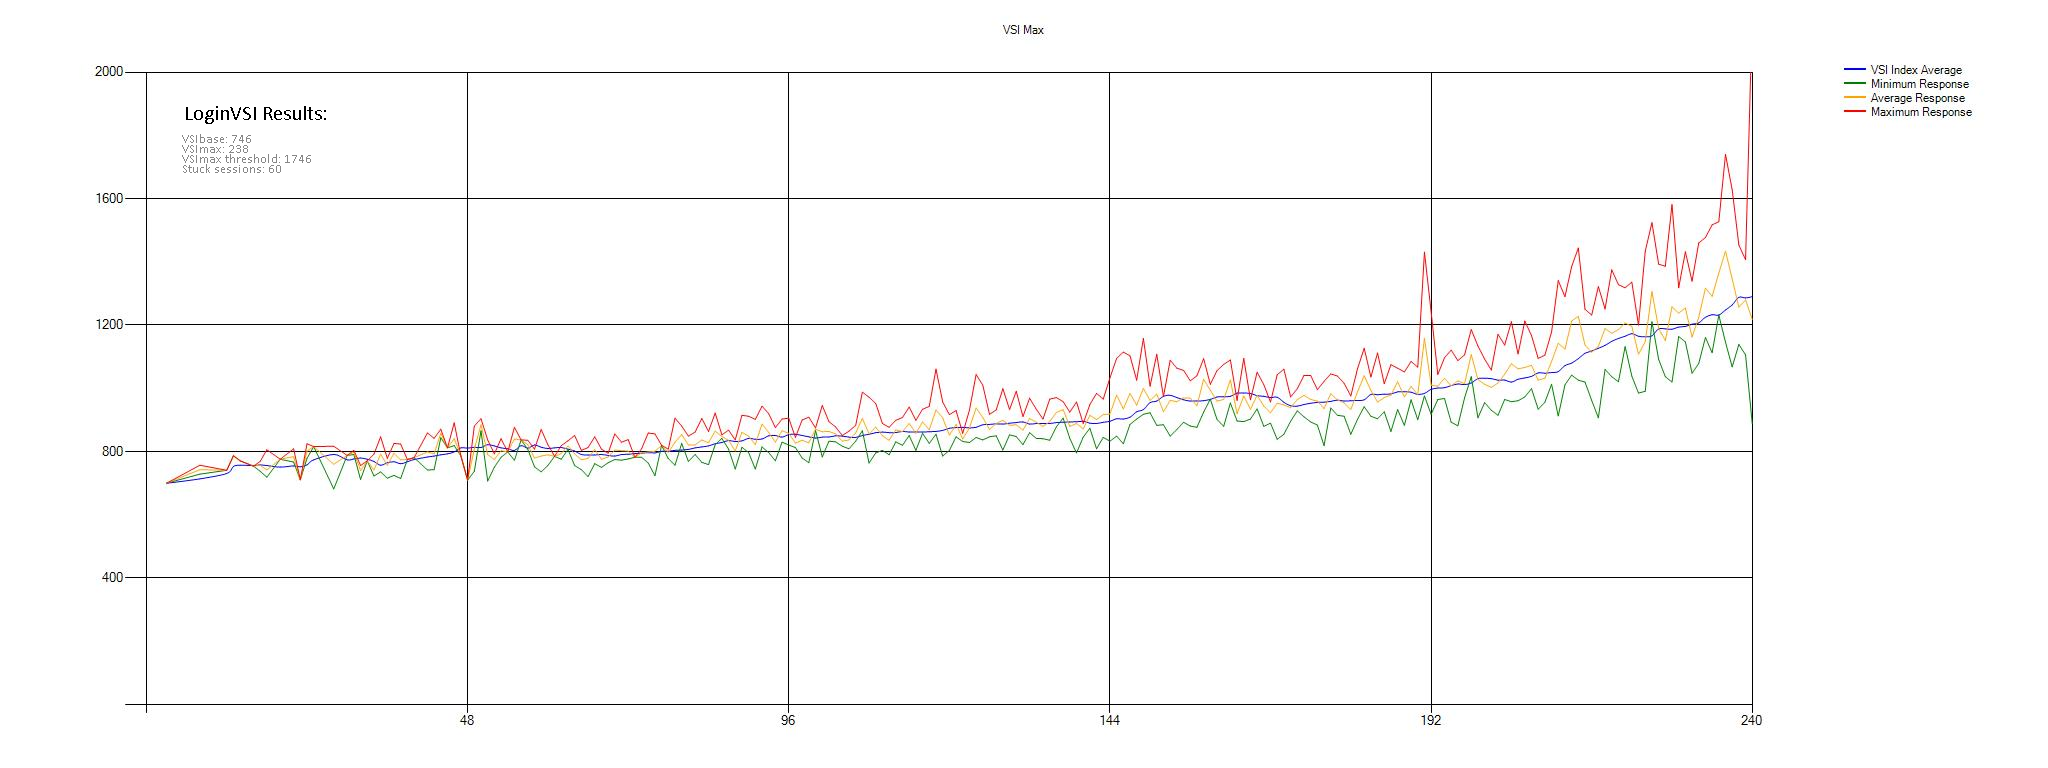 VSI Max
2000
1600
1200
800
400
48
96
144
192
240
LoginVSI Results:
VSIbase: 746
VSImax: 238
VSImax threshold: 1746
Stuck sessions: 60
VSI Index Average
Minimum Response
Average Response
Maximum Response